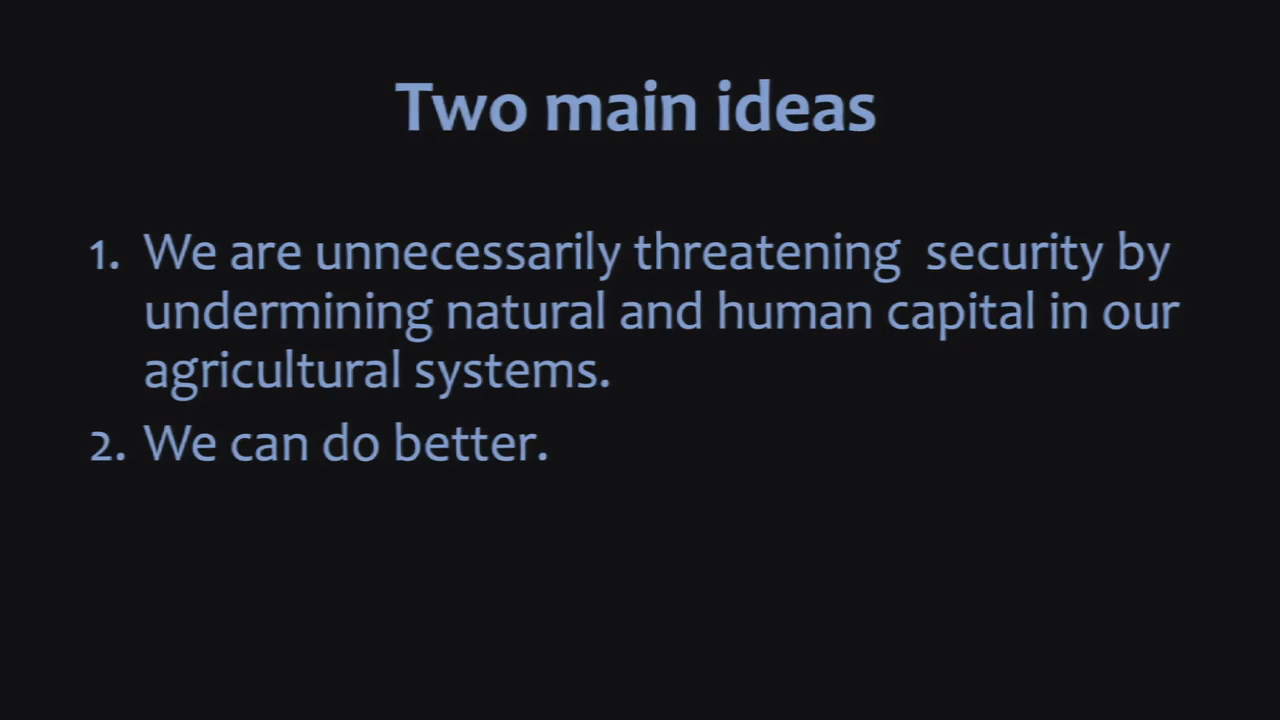 Two main ideas
1. We are unnecessarily threatening  security by
undermining natural and human capital in our
agricultural systems.
2. We can do better.